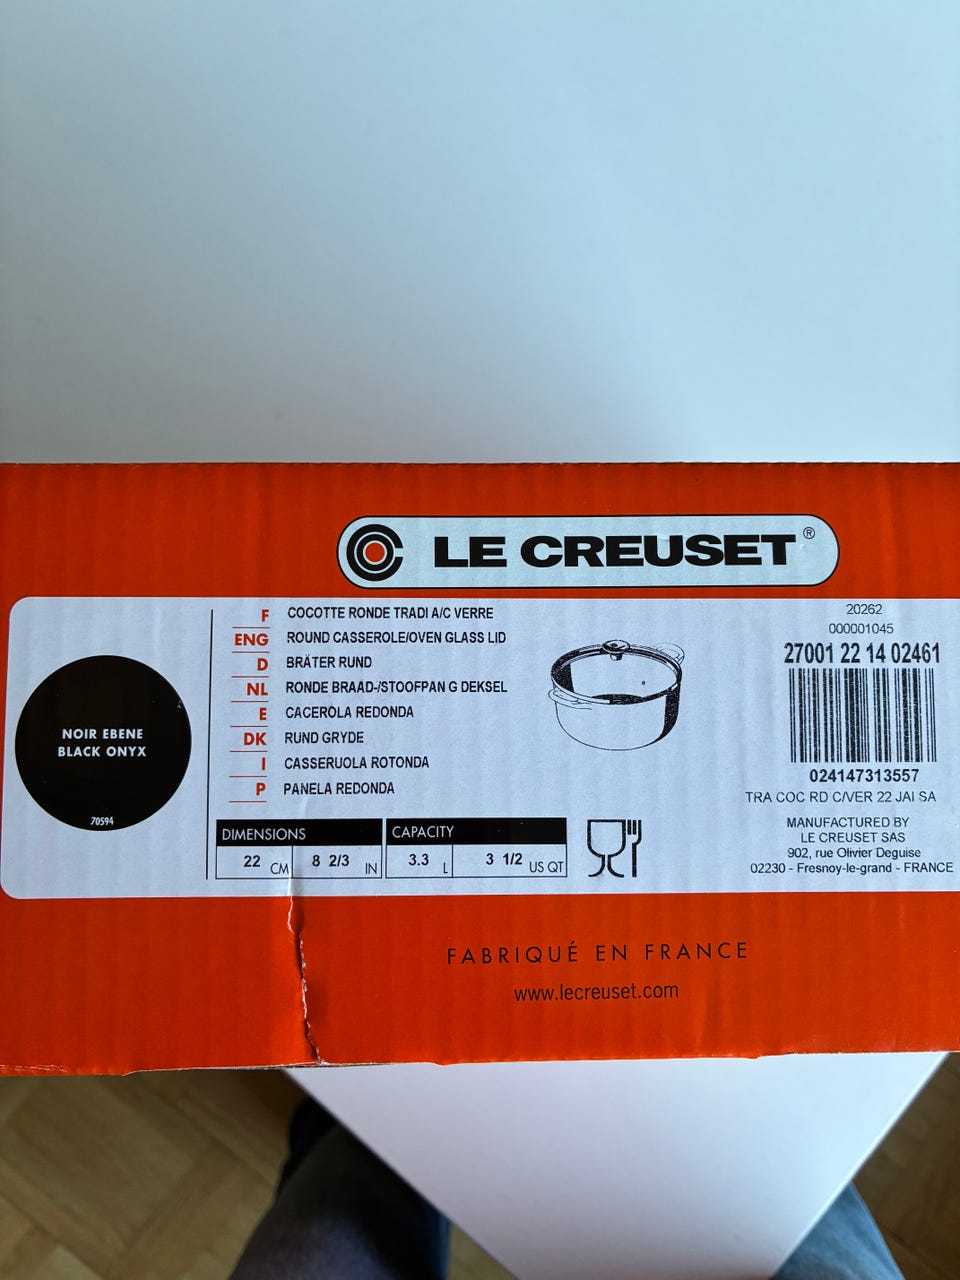 LE CREUSET ®
F COCOTTE RONDE TRADI A/C VERRE
ENG ROUND CASSEROLE/OVEN GLASS LID
D BRÄTER RUND
NL RONDE BRAAD-/STOOFPAN G DEKSEL
E CACEROLA REDONDA
DK RUND GRYDE
I CASSERUOLA ROTONDA
P PANELA REDONDA
NOIR EBENE
BLACK ONYX
70594
DIMENSIONS
22 CM 8 2/3 IN
CAPACITY
3.3 L 3 1/2 US QT
20262
000001045
27001 22 14 02461
024147313557
TRA COC RD C/VER 22 JAI SA
MANUFACTURED BY
LE CREUSET SAS
902, rue Olivier Deguise
02230 - Fresnoy-le-grand - FRANCE
FABRIQUÉ EN FRANCE
www.lecreuset.com